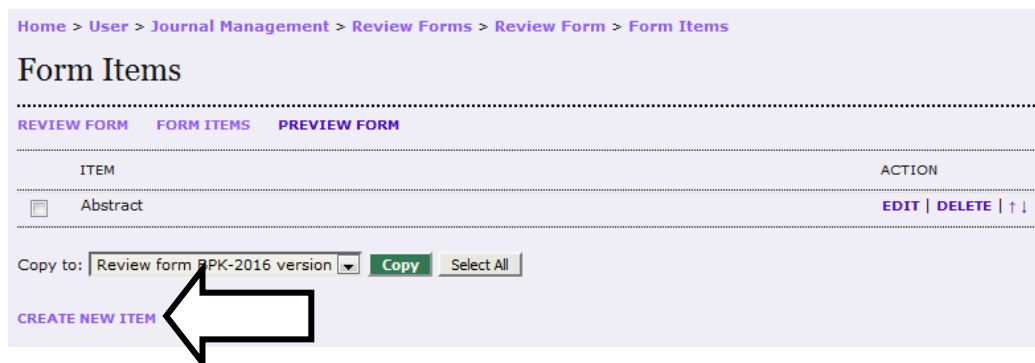 Home > User > Journal Management > Review Forms > Review Form > Form Items
Form Items
REVIEW FORM FORM ITEMS PREVIEW FORM
ITEM ACTION
Abstract EDIT | DELETE | ↑ ↓
Copy to: Review form BPK-2016 version Copy Select All
CREATE NEW ITEM